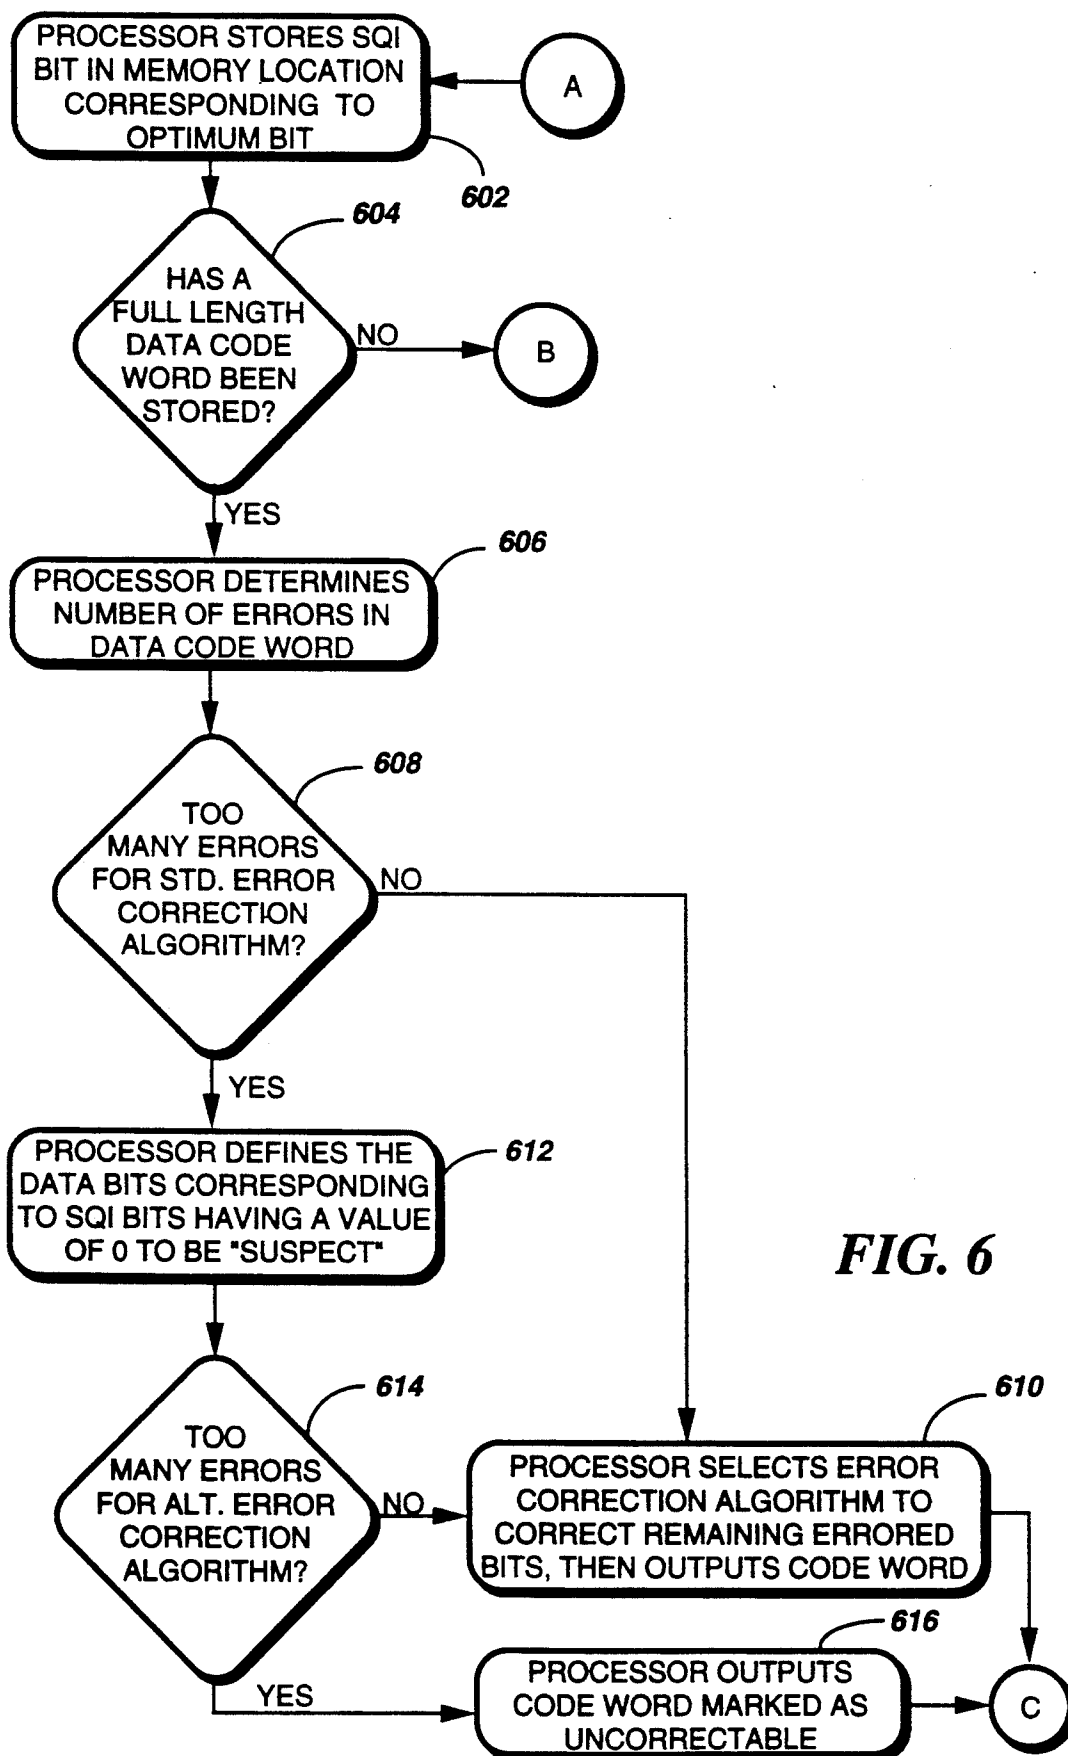 PROCESSOR STORES SQI
BIT IN MEMORY LOCATION
CORRESPONDING TO
OPTIMUM BIT
A
602
604
HAS A
FULL LENGTH
DATA CODE
WORD BEEN
STORED?
NO
B
YES
606
PROCESSOR DETERMINES
NUMBER OF ERRORS IN
DATA CODE WORD
608
TOO
MANY ERRORS
FOR STD. ERROR
CORRECTION
ALGORITHM?
NO
YES
612
PROCESSOR DEFINES THE
DATA BITS CORRESPONDING
TO SQI BITS HAVING A VALUE
OF 0 TO BE "SUSPECT"
FIG. 6
614
TOO
MANY ERRORS
FOR ALT. ERROR
CORRECTION
ALGORITHM?
NO
610
PROCESSOR SELECTS ERROR
CORRECTION ALGORITHM TO
CORRECT REMAINING ERRORED
BITS, THEN OUTPUTS CODE WORD
YES
616
PROCESSOR OUTPUTS
CODE WORD MARKED AS
UNCORRECTABLE
C